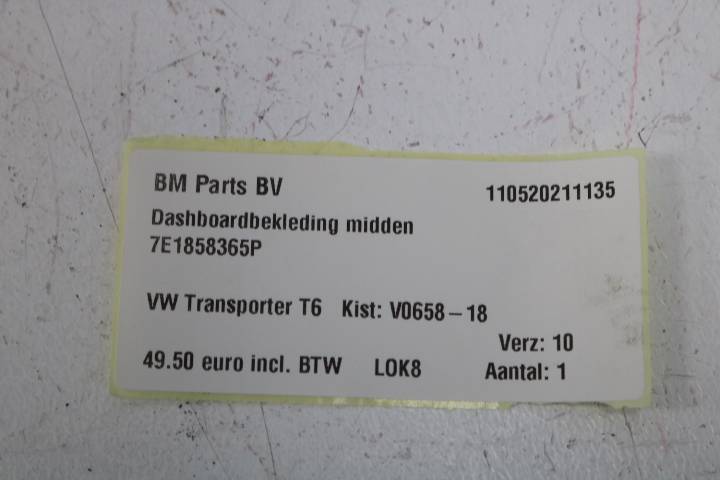 BM Parts BV 110520211135
Dashboardbekleding midden
7E1858365P
VW Transporter T6 Kist: V0658-18
Verz: 10
49.50 euro incl. BTW LOK8 Aantal: 1